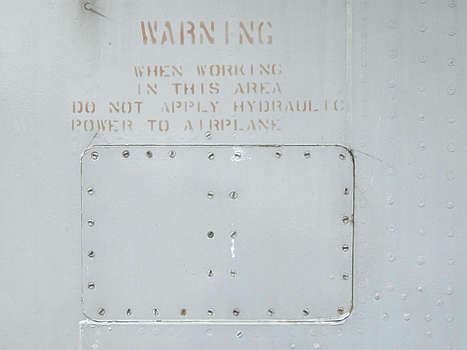 WARNING
WHEN WORKING
IN THIS AREA
DO NOT APPLY HYDRAULIC
POWER TO AIRPLANE